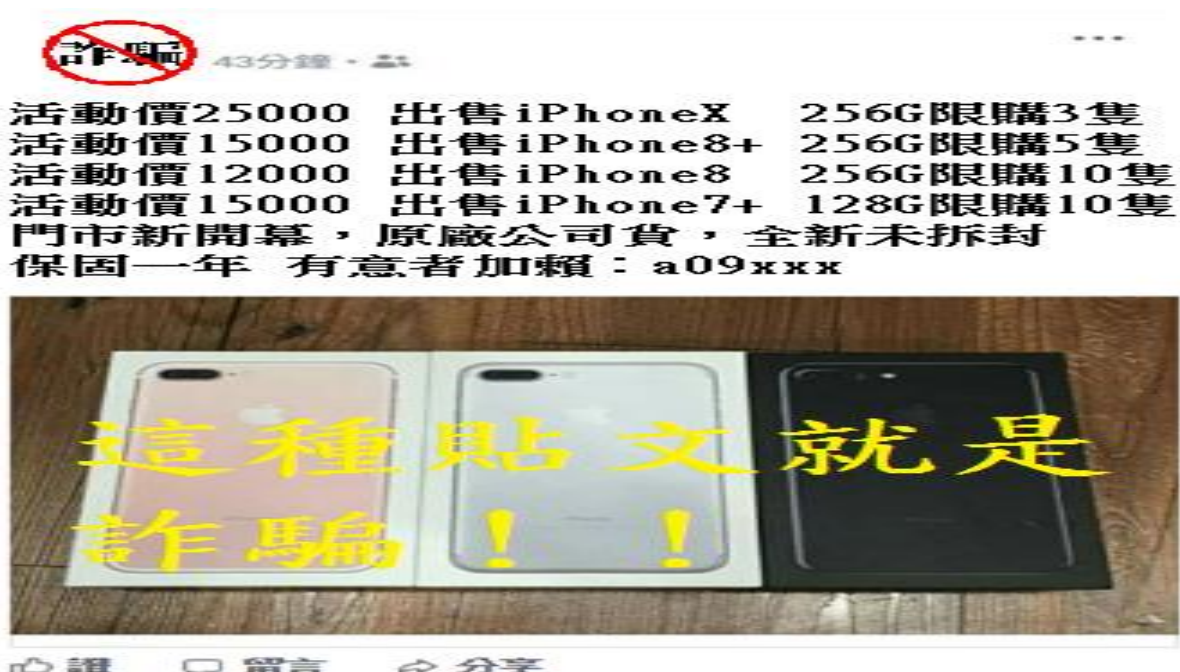 詐騙
43分鐘
活動價25000 出售iPhoneX 256G限購3隻
活動價15000 出售iPhone8+ 256G限購5隻
活動價12000 出售iPhone8 256G限購10隻
活動價15000 出售iPhone7+ 128G限購10隻
門市新開幕，原廠公司貨，全新未拆封
保固一年 有意者加賴：a09xxx
這種貼文就是
詐騙！！
讚 留言 分享